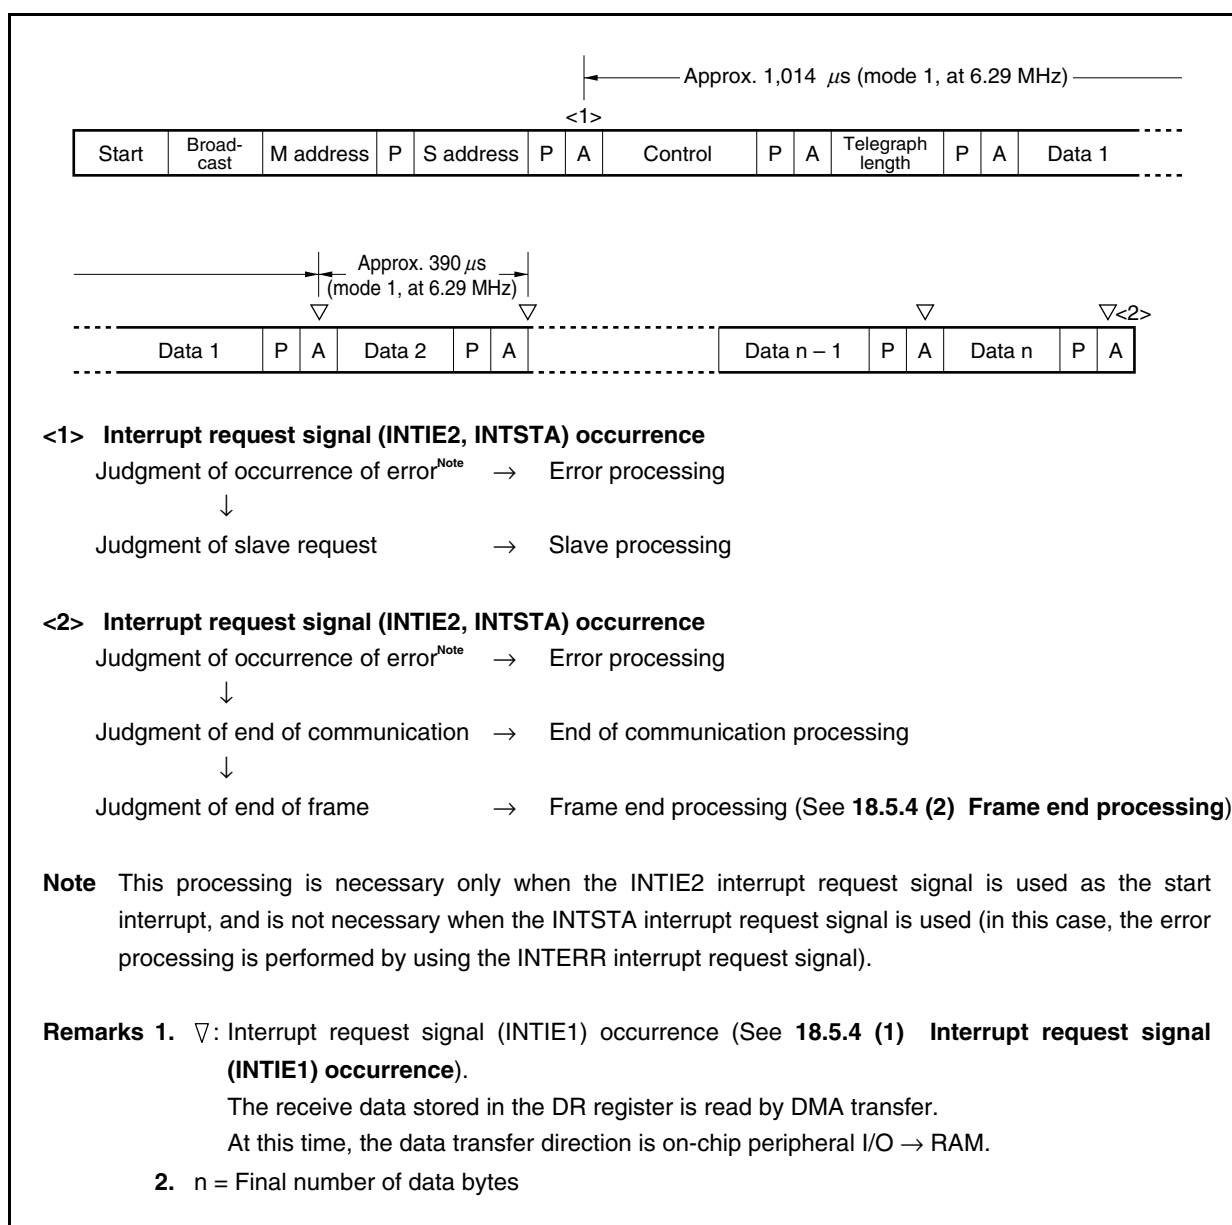 Approx. 1,014 μs (mode 1, at 6.29 MHz)
<1>
Start Broad-cast M address P S address P A Control P A Telegraph length P A Data 1
Approx. 390 μs
(mode 1, at 6.29 MHz)
▽ ▽ ▽ ▽<2>
Data 1 P A Data 2 P A Data n – 1 P A Data n P A
<1> Interrupt request signal (INTIE2, INTSTA) occurrence
Judgment of occurrence of errorNote → Error processing
↓
Judgment of slave request → Slave processing
<2> Interrupt request signal (INTIE2, INTSTA) occurrence
Judgment of occurrence of errorNote → Error processing
↓
Judgment of end of communication → End of communication processing
↓
Judgment of end of frame → Frame end processing (See 18.5.4 (2) Frame end processing)
Note This processing is necessary only when the INTIE2 interrupt request signal is used as the start
interrupt, and is not necessary when the INTSTA interrupt request signal is used (in this case, the error
processing is performed by using the INTERR interrupt request signal).
Remarks 1. ▽: Interrupt request signal (INTIE1) occurrence (See 18.5.4 (1) Interrupt request signal
(INTIE1) occurrence).
The receive data stored in the DR register is read by DMA transfer.
At this time, the data transfer direction is on-chip peripheral I/O → RAM.
2. n = Final number of data bytes